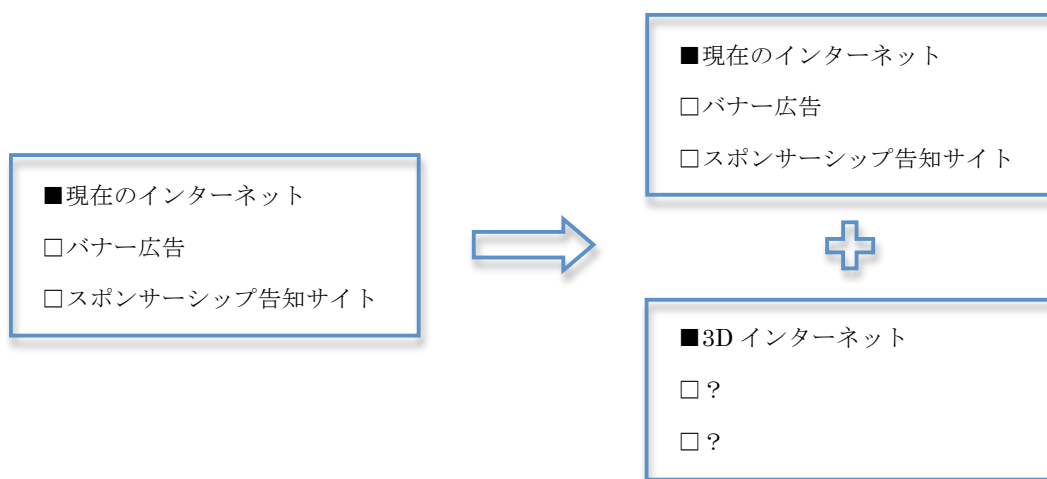 ■現在のインターネット
□バナー広告
□スポンサーシップ告知サイト
■現在のインターネット
□バナー広告
□スポンサーシップ告知サイト
■3D インターネット
□？
□？